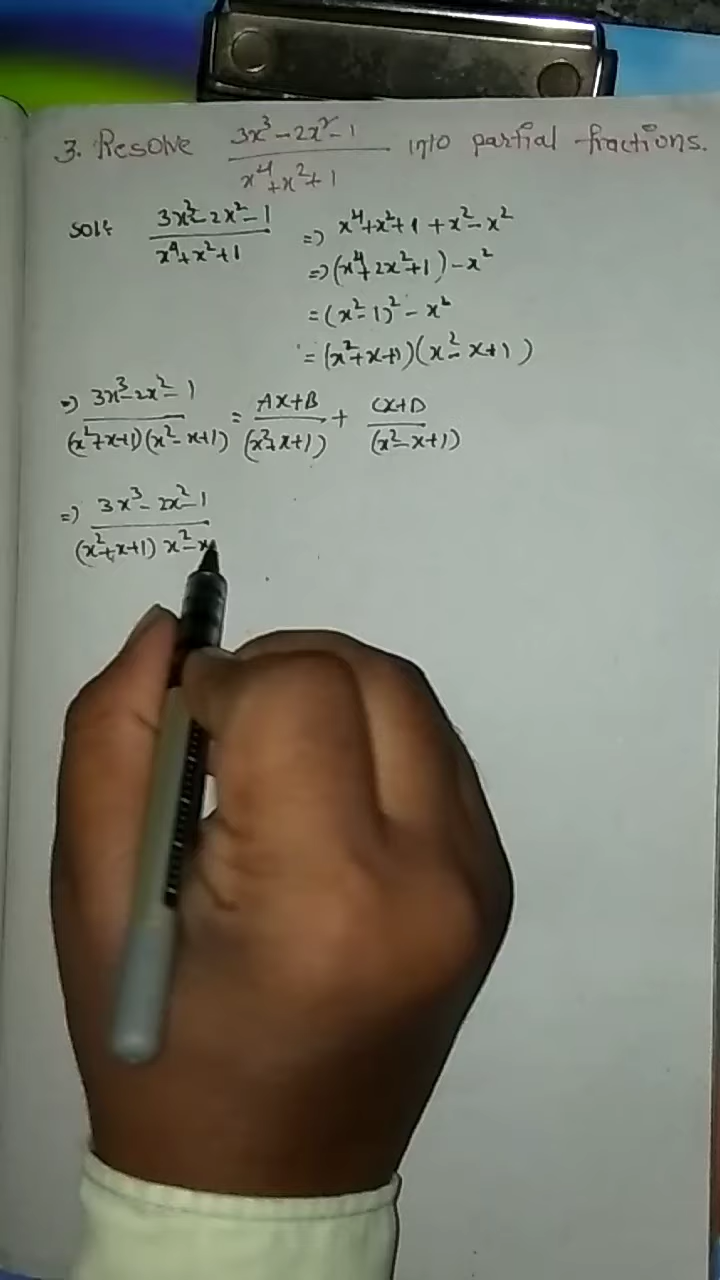 3. Resolve (3x³ - 2x² - 1)/(x⁴ + x² + 1) into partial fractions.
Sol: (3x² - 2x² - 1)/(x⁴ + x² + 1) => x⁴ + x² + 1 + x² - x²
=> (x⁴ + 2x² + 1) - x²
= (x² - 1)² - x²
= (x² + x + 1)(x² - x + 1)
=> (3x³ - 2x² - 1)/((x² + x + 1)(x² - x + 1)) = (Ax + B)/(x² + x + 1) + (Cx + D)/(x² - x + 1)
=> (3x³ - 2x² - 1)/((x² + x + 1) x² - x